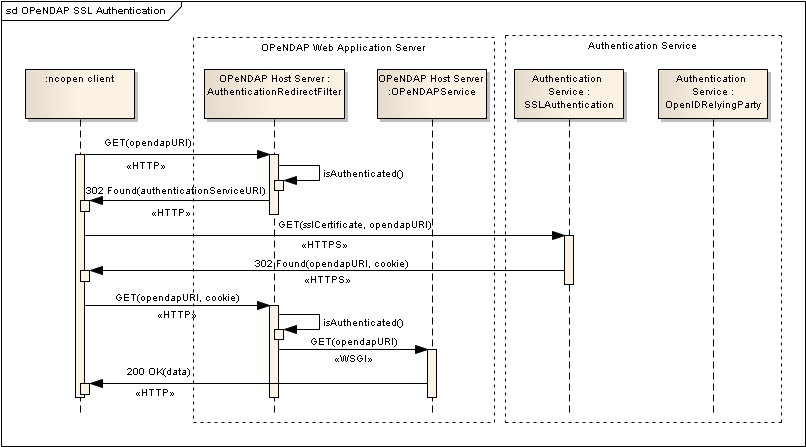 sd OPeNDAP SSL Authentication
OPeNDAP Web Application Server
Authentication Service
:ncopen client
OPeNDAP Host Server :
AuthenticationRedirectFilter
OPeNDAP Host Server
:OPeNDAPService
Authentication
Service :
SSLAuthentication
Authentication
Service :
OpenIDRelyingParty
GET(opendapURI)
«HTTP»
isAuthenticated()
302 Found(authenticationServiceURI)
«HTTP»
GET(sslCertificate, opendapURI)
«HTTPS»
302 Found(opendapURI, cookie)
«HTTPS»
GET(opendapURI, cookie)
«HTTP»
isAuthenticated()
GET(opendapURI)
«WSGI»
200 OK(data)
«HTTP»